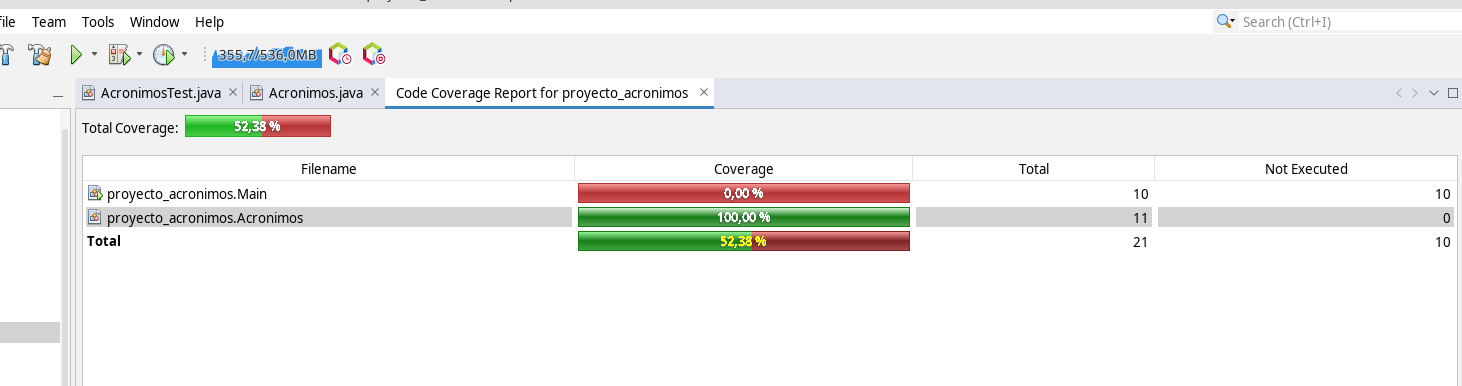 file Team Tools Window Help Search (Ctrl+I)
355,7/536,0MB
AcronimosTest.java Acronimos.java Code Coverage Report for proyecto_acronimos
Total Coverage: 52,38 %
Filename Coverage Total Not Executed
proyecto_acronimos.Main 0,00 % 10 10
proyecto_acronimos.Acronimos 100,00 % 11 0
Total 52,38 % 21 10